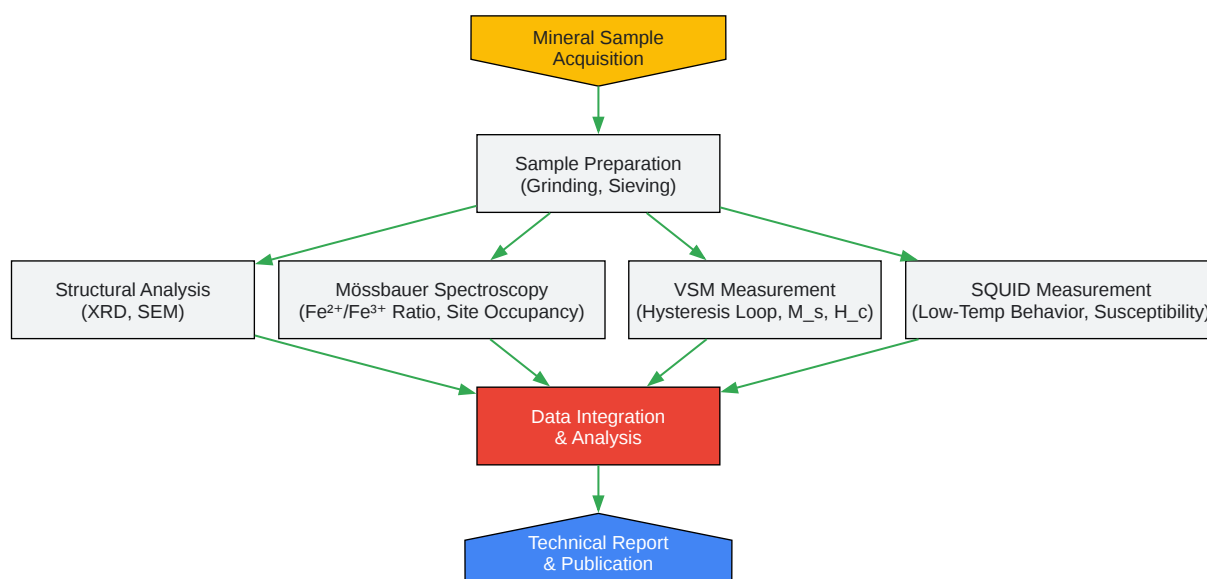 Mineral Sample
Acquisition
Sample Preparation
(Grinding, Sieving)
Structural Analysis
(XRD, SEM)
Mössbauer Spectroscopy
(Fe²⁺/Fe³⁺ Ratio, Site Occupancy)
VSM Measurement
(Hysteresis Loop, M_s, H_c)
SQUID Measurement
(Low-Temp Behavior, Susceptibility)
Data Integration
& Analysis
Technical Report
& Publication